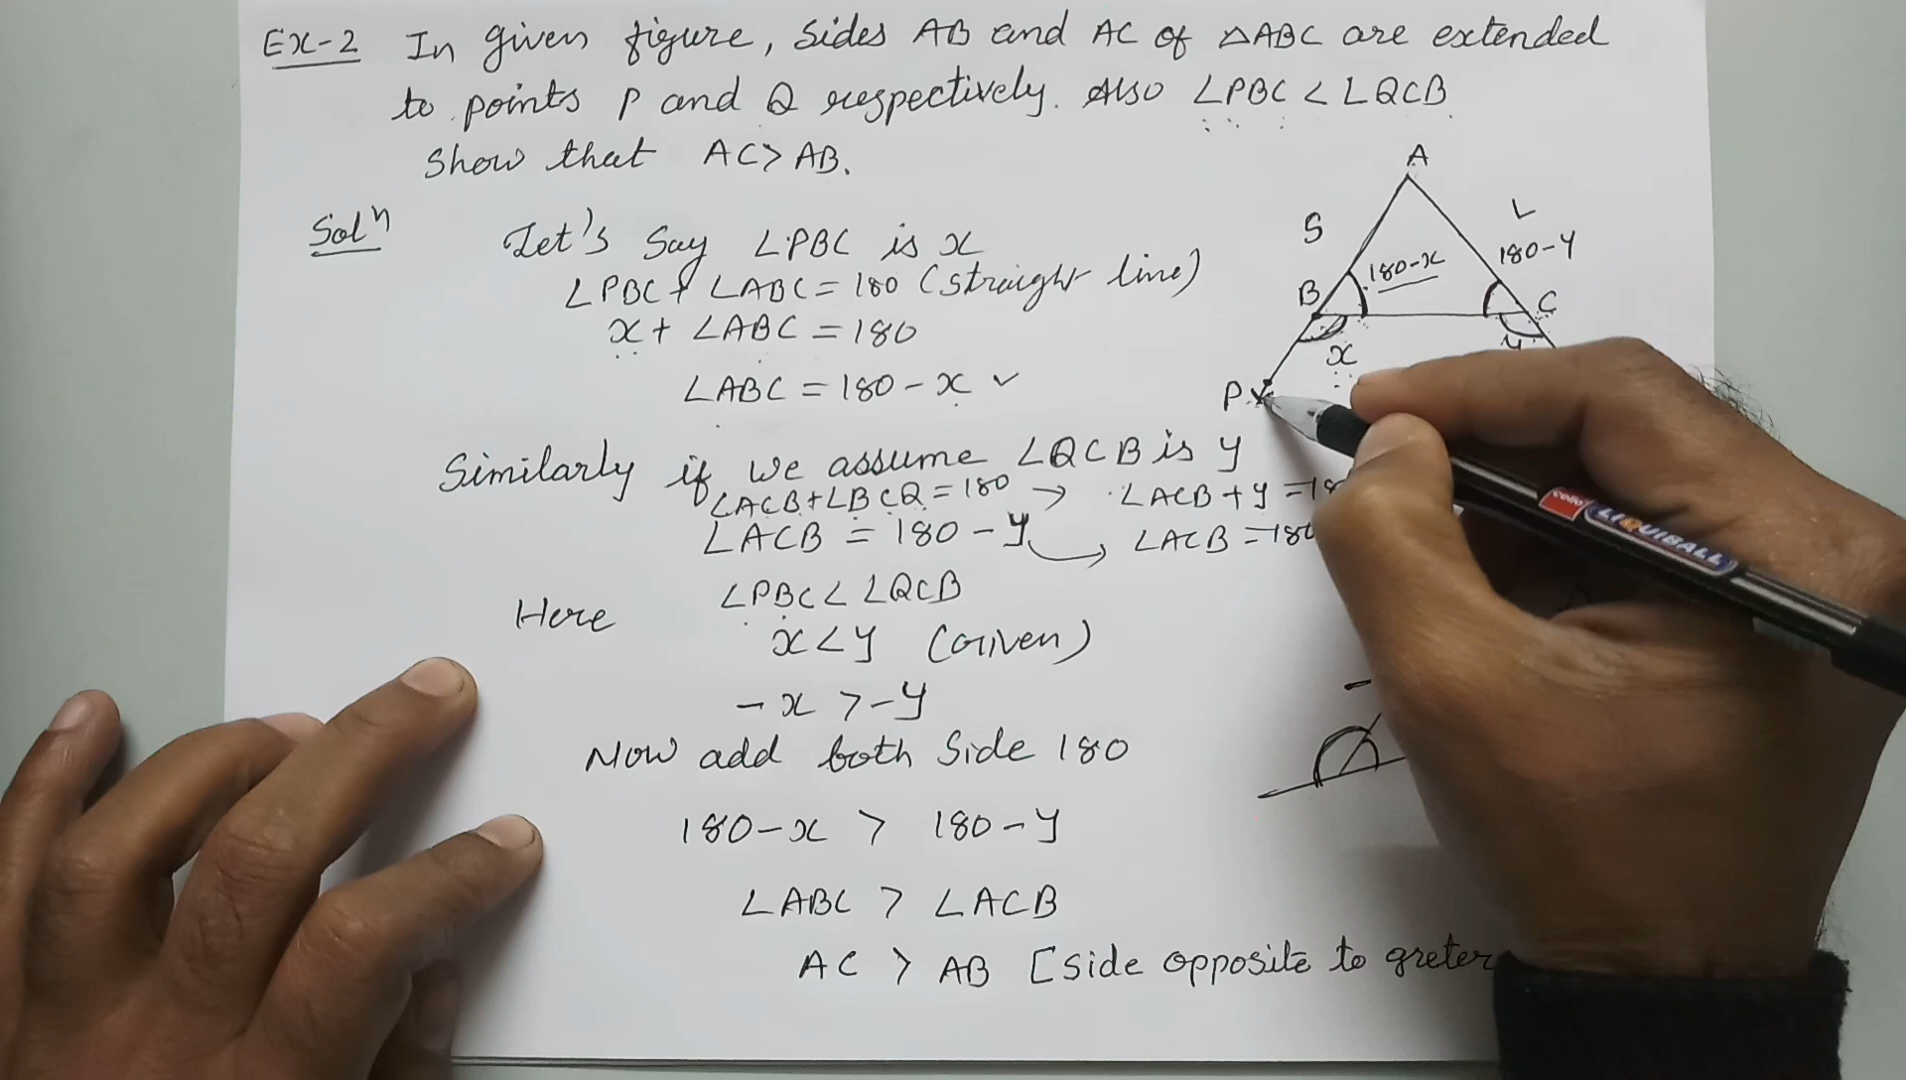 Ex-2 In given figure, sides AB and AC of △ABC are extended
to points P and Q respectively. Also ∠PBC < ∠QCB
Show that AC > AB.
Solⁿ
Let's Say ∠PBC is x
∠PBC + ∠ABC = 180 (straight line)
x + ∠ABC = 180
∠ABC = 180 - x ✓
Similarly if we assume ∠QCB is y
∠ACB + ∠BCQ = 180 → ∠ACB + y = 18
∠ACB = 180 - y → ∠ACB = 180
Here ∠PBC < ∠QCB
x < y (Given)
-x > -y
Now add both side 180
180-x > 180-y
∠ABC > ∠ACB
AC > AB [side opposite to greter
A
S
L
180-x
180-y
B
C
x
y
P
cello
LIQUIBALL